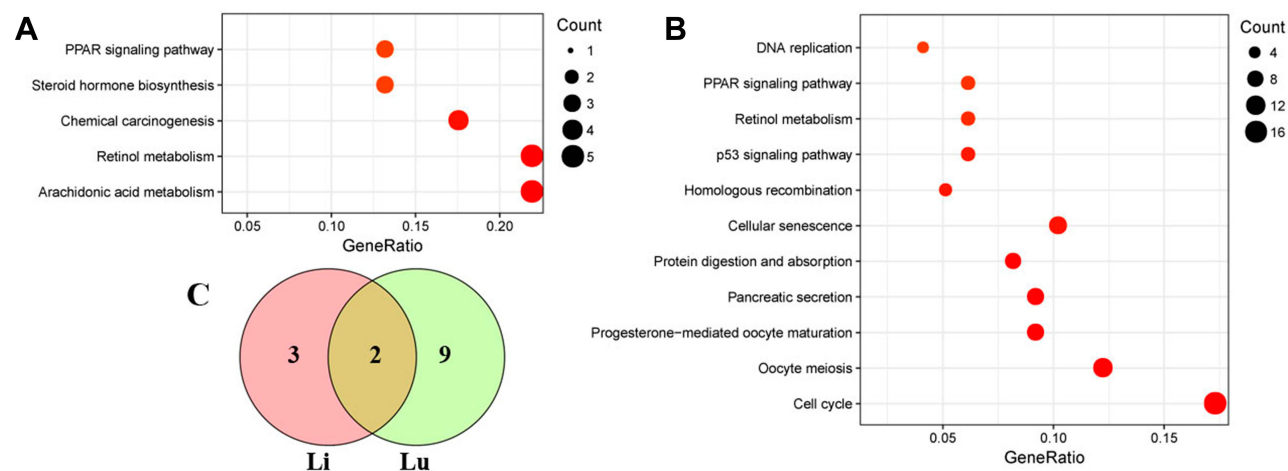 A
PPAR signaling pathway
Steroid hormone biosynthesis
Chemical carcinogenesis
Retinol metabolism
Arachidonic acid metabolism
0.05 0.10 0.15 0.20
GeneRatio
Count
1
2
3
4
5
B
DNA replication
PPAR signaling pathway
Retinol metabolism
p53 signaling pathway
Homologous recombination
Cellular senescence
Protein digestion and absorption
Pancreatic secretion
Progesterone−mediated oocyte maturation
Oocyte meiosis
Cell cycle
0.05 0.10 0.15
GeneRatio
Count
4
8
12
16
C
3 2 9
Li Lu